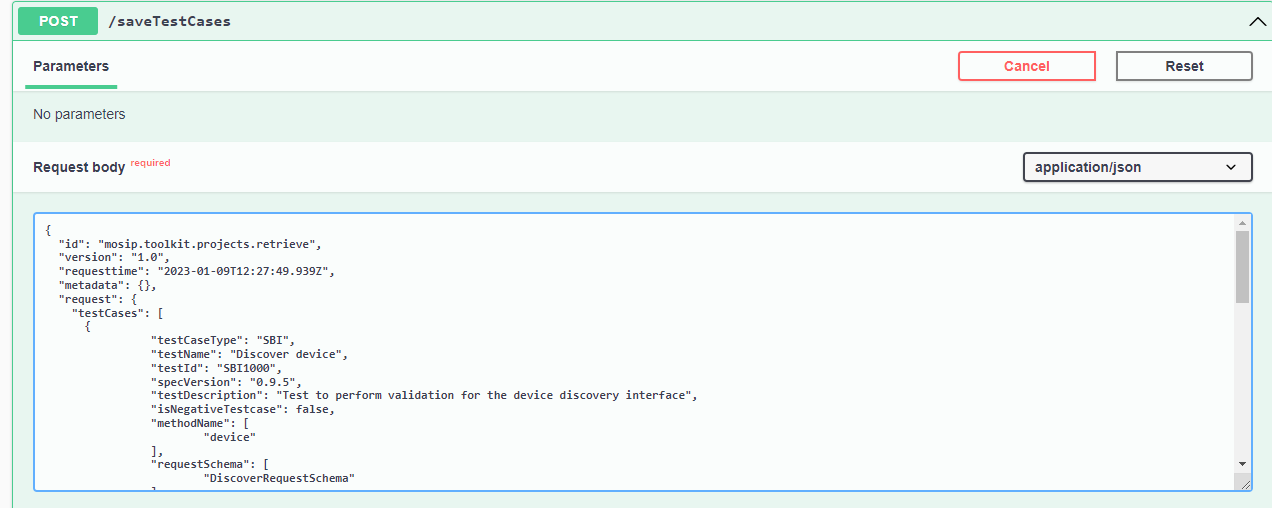 POST /saveTestCases
Parameters
Cancel
Reset
No parameters
Request body required
application/json
{
"id": "mosip.toolkit.projects.retrieve",
"version": "1.0",
"requesttime": "2023-01-09T12:27:49.939Z",
"metadata": {},
"request": {
"testCases": [
{
"testCaseType": "SBI",
"testName": "Discover device",
"testId": "SBI1000",
"specVersion": "0.9.5",
"testDescription": "Test to perform validation for the device discovery interface",
"isNegativeTestcase": false,
"methodName": [
"device"
],
"requestSchema": [
"DiscoverRequestSchema"